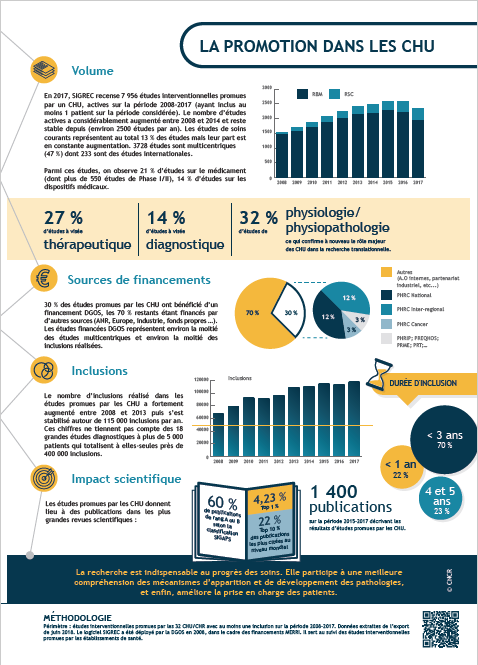 LA PROMOTION DANS LES CHU
Volume
En 2017, SIGREC recense 7 956 études interventionnelles promues
par un CHU, actives sur la période 2008-2017 (ayant inclus au
moins 1 patient sur la période considérée). Le nombre d'études
actives a considérablement augmenté entre 2008 et 2014 et reste
stable depuis (environ 2500 études par an). Les études de soins
courants représentent au total 13 % des études mais leur part est
en constante augmentation. 3728 études sont multicentriques
(47 %) dont 233 sont des études internationales.
Parmi ces études, on observe 21 % d'études sur le médicament
(dont plus de 550 études de Phase I/II), 14 % d'études sur les
dispositifs médicaux.
RBM
RSC
3000
2500
2000
1500
1000
500
0
2008 2009 2010 2011 2012 2013 2014 2015 2016 2017
27 %
d'études à visée
thérapeutique
14 %
d'études à visée
diagnostique
32 %
d'études de
physiologie/
physiopathologie
ce qui confirme à nouveau le rôle majeur
des CHU dans la recherche translationnelle.
Sources de financements
30 % des études promues par les CHU ont bénéficié d'un
financement DGOS, les 70 % restants étant financés par
d'autres sources (ANR, Europe, industrie, fonds propres...).
Les études financées DGOS représentent environ la moitié
des études multicentriques et environ la moitié des
inclusions réalisées.
70 %
30 %
12 %
12 %
3 %
3 %
Autres
(A.O internes, partenariat
industriel, etc...)
PHRC National
PHRC Inter-regional
PHRC Cancer
PHRIP; PREQHOS;
PRME; PRT;...
Inclusions
Le nombre d'inclusions réalisé dans les
études promues par les CHU a fortement
augmenté entre 2008 et 2013 puis s'est
stabilisé autour de 115 000 inclusions par an.
Ces chiffres ne tiennent pas compte des 18
grandes études diagnostiques à plus de 5 000
patients qui totalisent à elles-seules près de
400 000 inclusions.
Inclusions
120000
100000
80000
60000
40000
20000
0
2008 2009 2010 2011 2012 2013 2014 2015 2016 2017
DURÉE D'INCLUSION
< 3 ans
70 %
< 1 an
22 %
4 et 5
ans
23 %
Impact scientifique
Les études promues par les CHU donnent
lieu à des publications dans les plus
grandes revues scientifiques :
60 %
de publications
de rang A ou B
selon la
classification
SIGAPS
4,23 %
Top 1 %
22 %
Top 10 %
des publications
les plus citées au
niveau mondial
1 400
publications
sur la période 2015-2017 décrivant les
résultats d'études promues par les CHU.
La recherche est indispensable au progrès des soins. Elle participe à une meilleure
compréhension des mécanismes d'apparition et de développement des pathologies,
et enfin, améliore la prise en charge des patients.
© CNCR
MÉTHODOLOGIE
Périmètre : études interventionnelles promues par les 32 CHU/CHR avec au moins une inclusion sur la période 2008-2017. Données extraites de l'export
de juin 2018. Le logiciel SIGREC a été déployé par la DGOS en 2008, dans le cadre des financements MERRI. Il sert au suivi des études interventionnelles
promues par les établissements de santé.